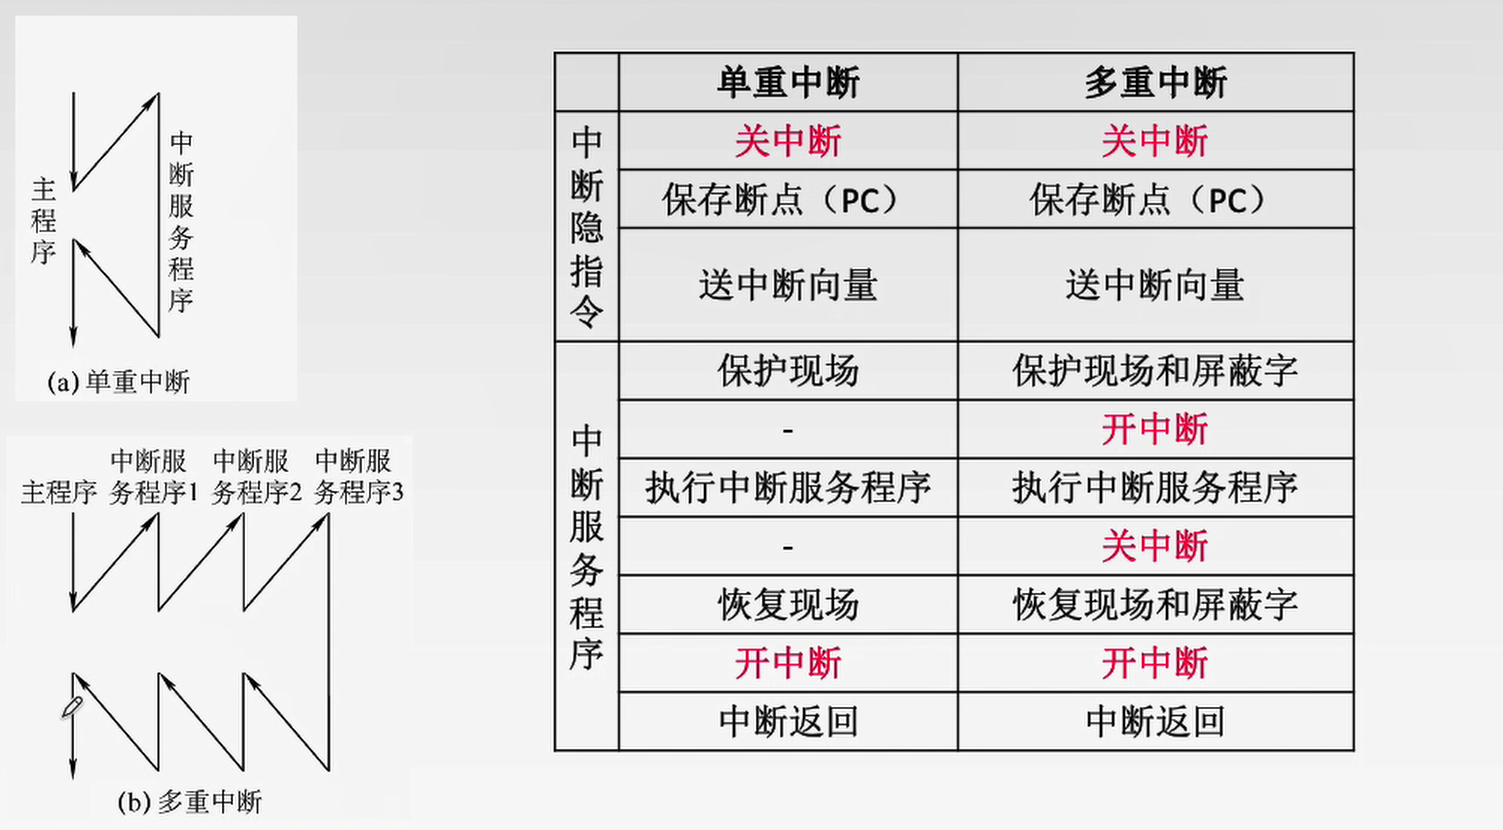 主程序
中断服务程序
(a)单重中断
主程序
中断服务程序1
中断服务程序2
中断服务程序3
(b)多重中断
单重中断 多重中断
中断隐指令
关中断 关中断
保存断点（PC） 保存断点（PC）
送中断向量 送中断向量
中断服务程序
保护现场 保护现场和屏蔽字
- 开中断
执行中断服务程序 执行中断服务程序
- 关中断
恢复现场 恢复现场和屏蔽字
开中断 开中断
中断返回 中断返回